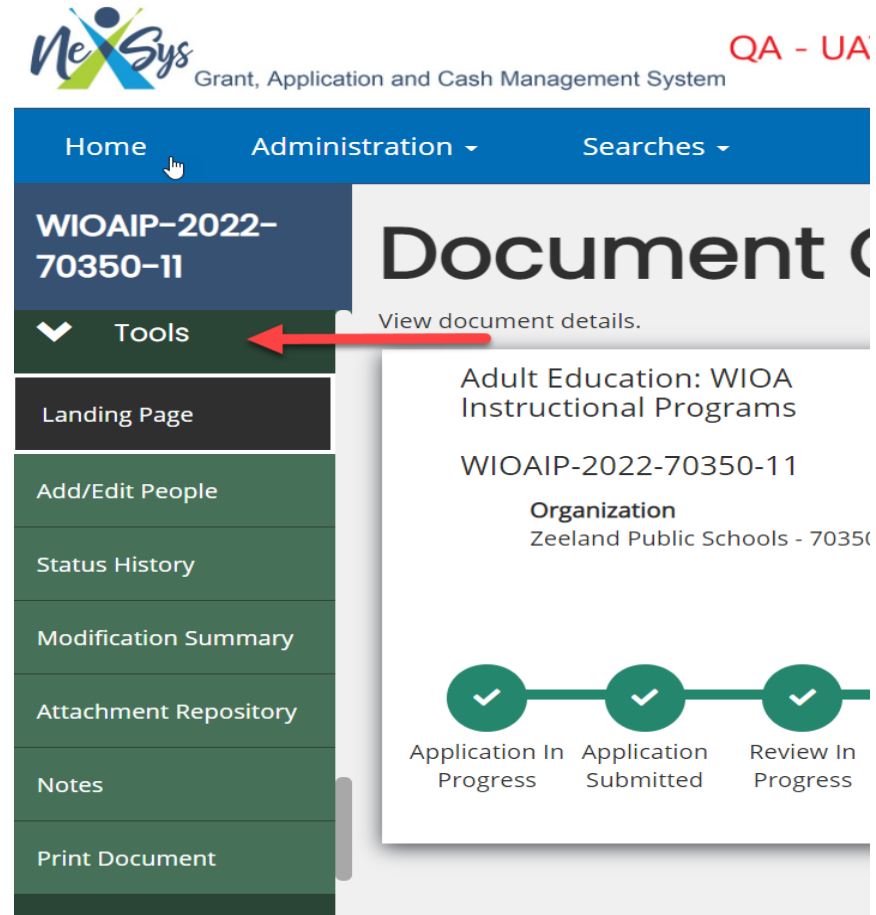 NexSys
Grant, Application and Cash Management System
QA - UA
Home
Administration
Searches
WIOAIP-2022-
70350-11
Tools
Landing Page
Add/Edit People
Status History
Modification Summary
Attachment Repository
Notes
Print Document
Document
View document details.
Adult Education: WIOA
Instructional Programs
WIOAIP-2022-70350-11
Organization
Zeeland Public Schools - 70350
Application In
Progress
Application
Submitted
Review In
Progress